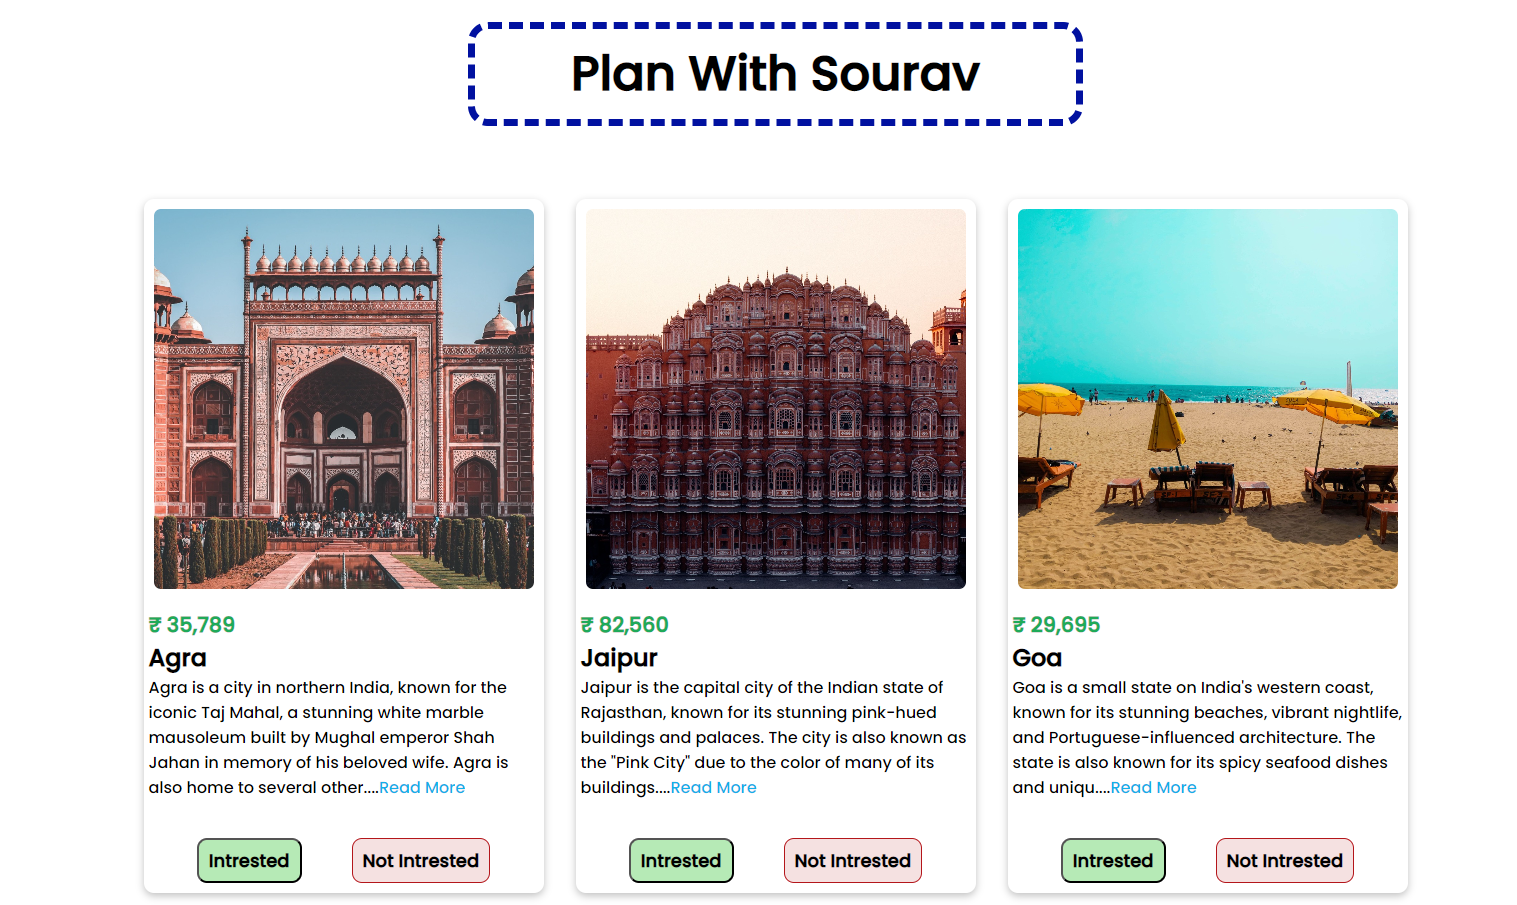 Plan With Sourav
₹ 35,789
Agra
Agra is a city in northern India, known for the
iconic Taj Mahal, a stunning white marble
mausoleum built by Mughal emperor Shah
Jahan in memory of his beloved wife. Agra is
also home to several other....Read More
Intrested
Not Intrested
₹ 82,560
Jaipur
Jaipur is the capital city of the Indian state of
Rajasthan, known for its stunning pink-hued
buildings and palaces. The city is also known as
the "Pink City" due to the color of many of its
buildings....Read More
Intrested
Not Intrested
₹ 29,695
Goa
Goa is a small state on India's western coast,
known for its stunning beaches, vibrant nightlife,
and Portuguese-influenced architecture. The
state is also known for its spicy seafood dishes
and uniqu....Read More
Intrested
Not Intrested